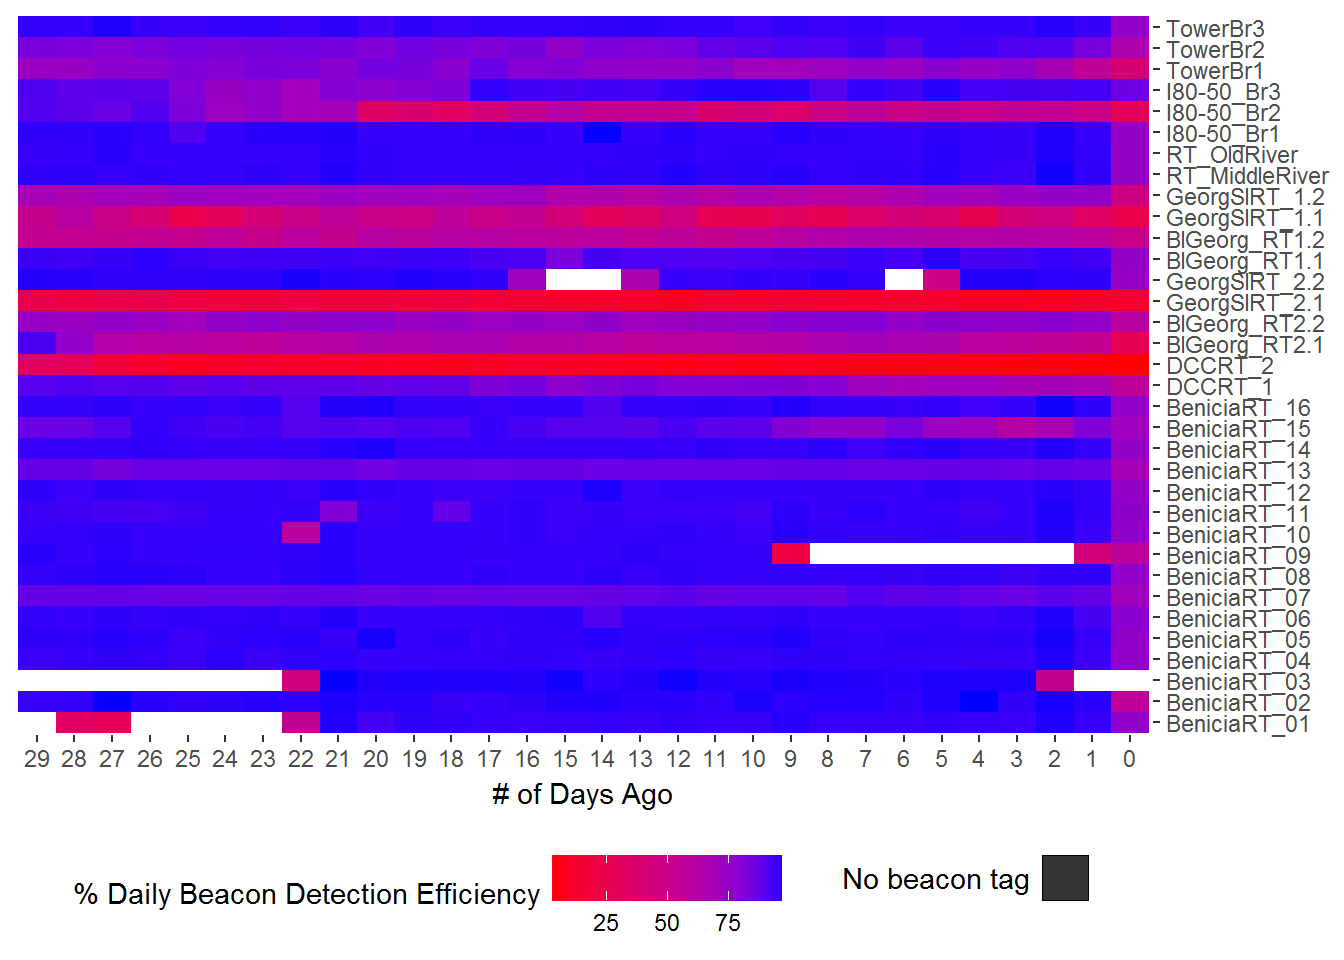 TowerBr3
TowerBr2
TowerBr1
I80-50_Br3
I80-50_Br2
I80-50_Br1
RT_OldRiver
RT_MiddleRiver
GeorgSlRT_1.2
GeorgSlRT_1.1
BlGeorg_RT1.2
BlGeorg_RT1.1
GeorgSlRT_2.2
GeorgSlRT_2.1
BlGeorg_RT2.2
BlGeorg_RT2.1
DCCRT_2
DCCRT_1
BeniciaRT_16
BeniciaRT_15
BeniciaRT_14
BeniciaRT_13
BeniciaRT_12
BeniciaRT_11
BeniciaRT_10
BeniciaRT_09
BeniciaRT_08
BeniciaRT_07
BeniciaRT_06
BeniciaRT_05
BeniciaRT_04
BeniciaRT_03
BeniciaRT_02
BeniciaRT_01
29 28 27 26 25 24 23 22 21 20 19 18 17 16 15 14 13 12 11 10 9 8 7 6 5 4 3 2 1 0
# of Days Ago
% Daily Beacon Detection Efficiency
25 50 75
No beacon tag